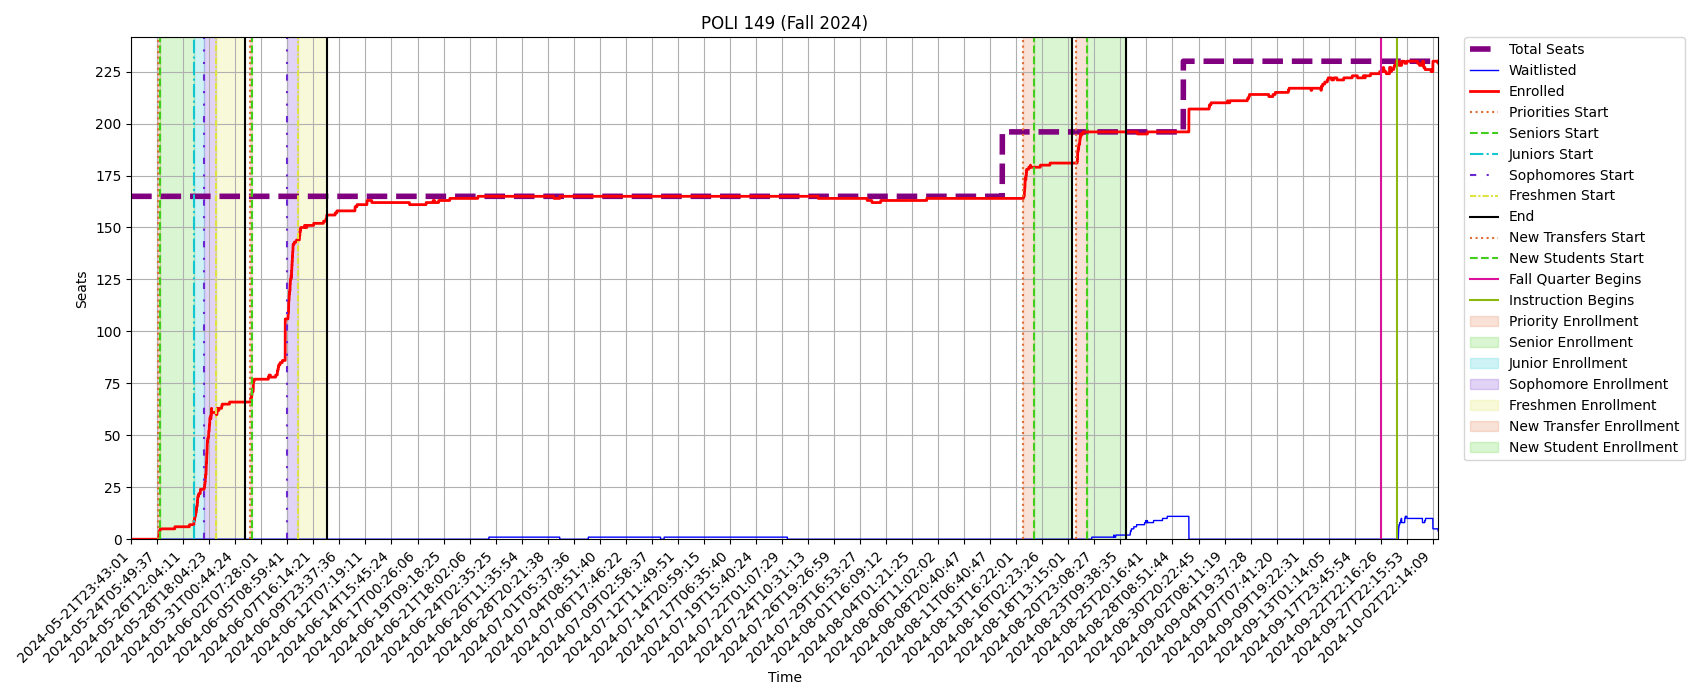 POLI 149 (Fall 2024)
Seats
225
200
175
150
125
100
75
50
25
0
2024-05-21T23:43:01
2024-05-24T05:49:37
2024-05-26T12:04:11
2024-05-28T18:04:23
2024-05-31T00:44:24
2024-06-02T07:28:01
2024-06-05T08:59:41
2024-06-07T16:14:21
2024-06-09T23:37:36
2024-06-12T07:19:11
2024-06-14T15:45:24
2024-06-17T00:26:06
2024-06-19T09:18:25
2024-06-21T18:02:06
2024-06-24T02:35:25
2024-06-26T11:35:54
2024-06-28T20:21:38
2024-07-01T05:37:36
2024-07-04T08:51:40
2024-07-06T17:46:22
2024-07-09T02:58:37
2024-07-12T11:49:51
2024-07-14T20:59:15
2024-07-17T06:35:40
2024-07-19T15:40:24
2024-07-22T01:07:29
2024-07-24T10:31:13
2024-07-26T19:26:59
2024-07-29T16:53:27
2024-08-01T16:09:12
2024-08-04T01:21:25
2024-08-06T11:02:02
2024-08-08T20:40:47
2024-08-11T06:40:47
2024-08-13T16:22:01
2024-08-16T02:23:26
2024-08-18T13:15:01
2024-08-20T23:08:27
2024-08-23T09:38:35
2024-08-25T20:16:41
2024-08-28T08:51:44
2024-08-30T20:22:45
2024-09-02T08:11:19
2024-09-04T19:37:28
2024-09-07T07:41:20
2024-09-09T19:22:31
2024-09-13T01:14:05
2024-09-17T23:45:54
2024-09-22T22:16:26
2024-09-27T22:15:53
2024-10-02T22:14:09
Time
Total Seats
Waitlisted
Enrolled
Priorities Start
Seniors Start
Juniors Start
Sophomores Start
Freshmen Start
End
New Transfers Start
New Students Start
Fall Quarter Begins
Instruction Begins
Priority Enrollment
Senior Enrollment
Junior Enrollment
Sophomore Enrollment
Freshmen Enrollment
New Transfer Enrollment
New Student Enrollment